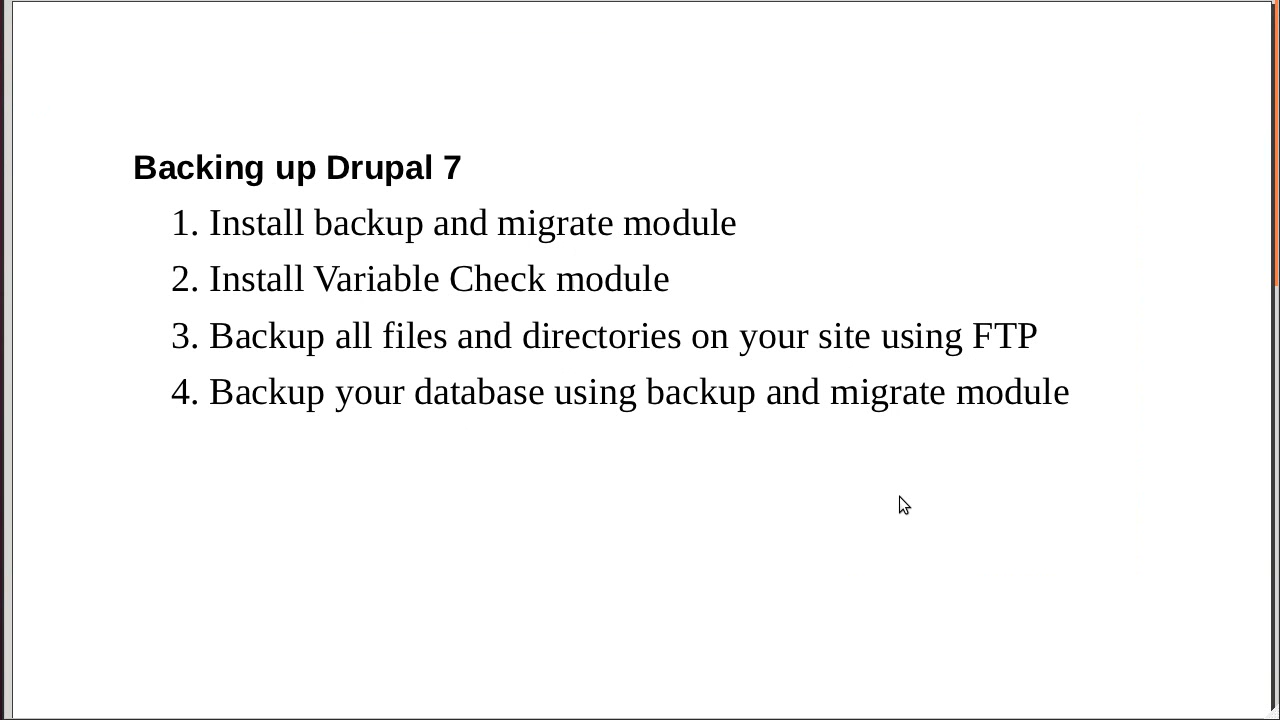 Backing up Drupal 7
1. Install backup and migrate module
2. Install Variable Check module
3. Backup all files and directories on your site using FTP
4. Backup your database using backup and migrate module